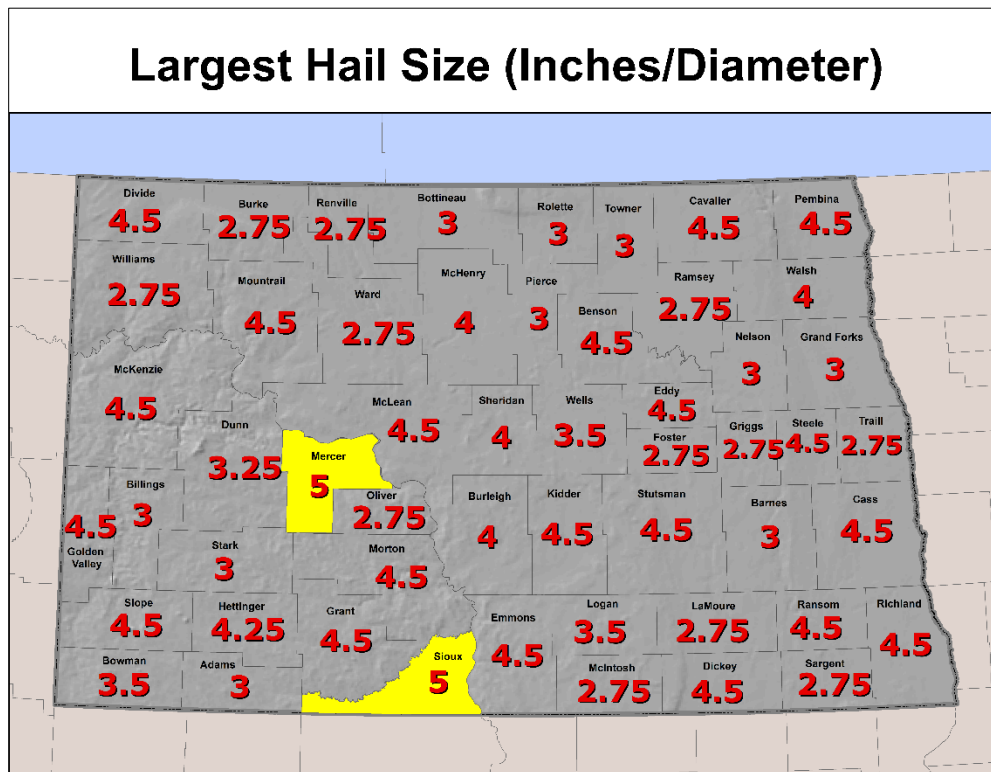 Largest Hail Size (Inches/Diameter)
Divide
4.5
Burke
2.75
Renville
2.75
Bottineau
3
Rolette
3
Towner
3
Cavalier
4.5
Pembina
4.5
Williams
2.75
Mountrail
4.5
Ward
2.75
McHenry
4
Pierce
3
Benson
4.5
Ramsey
2.75
Walsh
4
Nelson
3
Grand Forks
3
McKenzie
4.5
Dunn
3.25
McLean
4.5
Sheridan
4
Wells
3.5
Eddy
4.5
Foster
2.75
Griggs
2.75
Steele
4.5
Traill
2.75
Mercer
5
Oliver
2.75
Billings
3
4.5
Golden
Valley
Stark
3
Morton
4.5
Burleigh
4
Kidder
4.5
Stutsman
4.5
Barnes
3
Cass
4.5
Slope
4.5
Hettinger
4.25
Grant
4.5
Emmons
4.5
Logan
3.5
LaMoure
2.75
Ransom
4.5
Richland
4.5
Bowman
3.5
Adams
3
Sioux
5
McIntosh
2.75
Dickey
4.5
Sargent
2.75